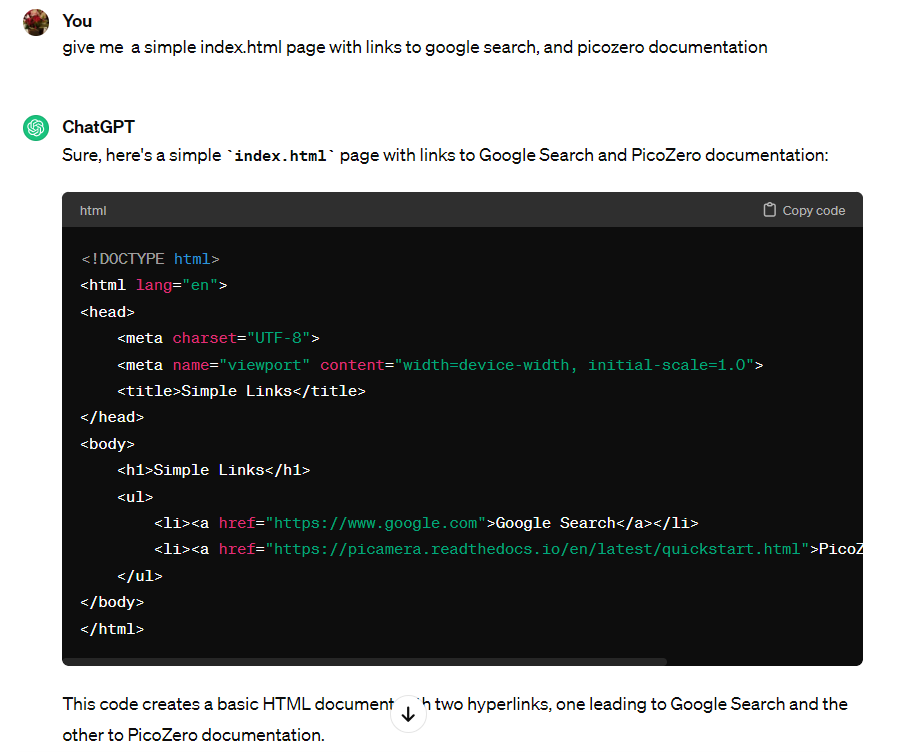 You
give me a simple index.html page with links to google search, and picozero documentation
ChatGPT
Sure, here's a simple `index.html` page with links to Google Search and PicoZero documentation:
html
Copy code
<!DOCTYPE html>
<html lang="en">
<head>
    <meta charset="UTF-8">
    <meta name="viewport" content="width=device-width, initial-scale=1.0">
    <title>Simple Links</title>
</head>
<body>
    <h1>Simple Links</h1>
    <ul>
        <li><a href="https://www.google.com">Google Search</a></li>
        <li><a href="https://picamera.readthedocs.io/en/latest/quickstart.html">PicoZ
    </ul>
</body>
</html>
This code creates a basic HTML document two hyperlinks, one leading to Google Search and the
other to PicoZero documentation.